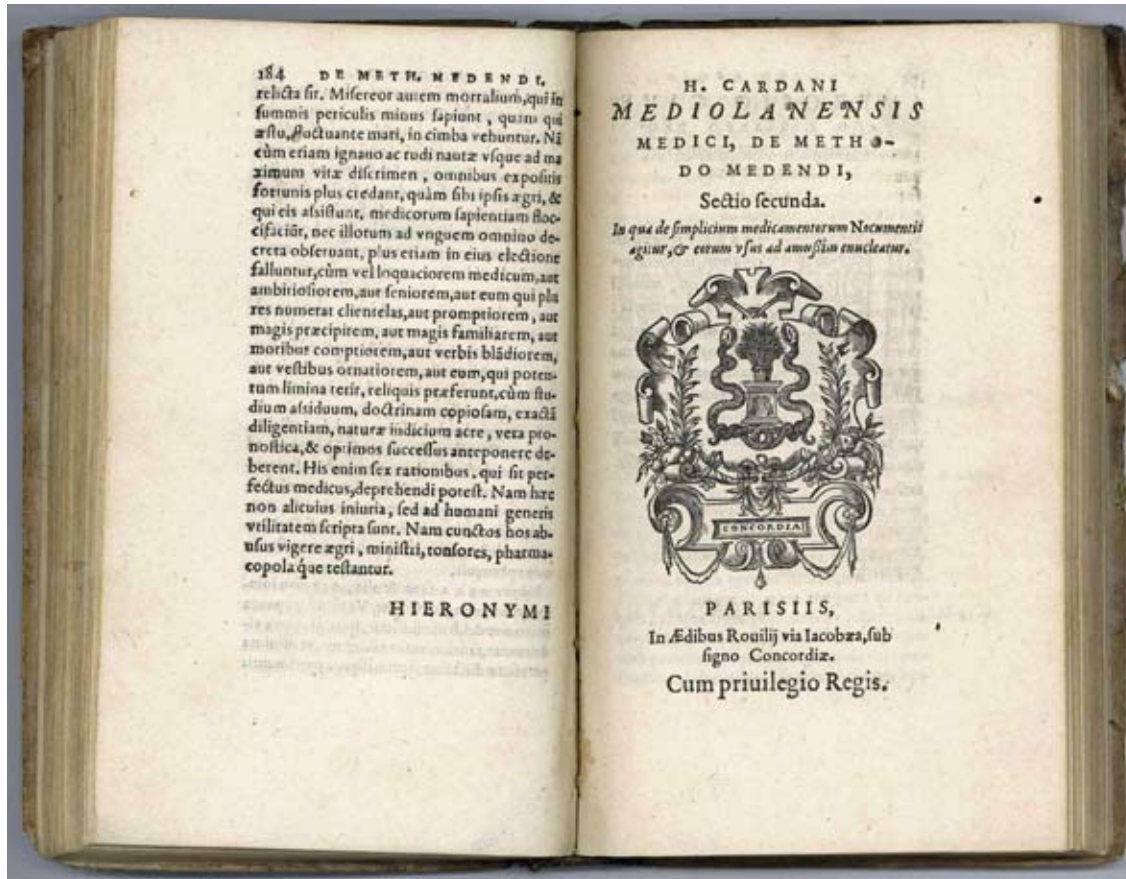 184 DE METH. MEDENDI.
relicta sit. Misereor autem mortalium, qui in
summis periculis minus sapiunt, quàm qui
æstu, fluctuante mari, in cimba vehuntur. Nã
cùm etiam ignauo ac rudi nautæ vsque ad ma
ximum vitæ discrimen, omnibus expositis
fortunis plus credant, quàm sibi ipsis ægri, &
qui eis assistunt, medicorum sapientiam floc-
cifaciũt, nec illorum ad vnguem omnino de-
creta obseruant, plus etiam in eius electione
falluntur, cùm vel loquaciorem medicum, aut
ambitiosiorem, aut seniorem, aut eum qui plu
res numerat clientelas, aut promptiorem, aut
magis præcipitem, aut magis familiarem, aut
moribus comptiorem, aut verbis blãdiorem,
aut vestibus ornatiorem, aut eum, qui poten-
tum limina terit, reliquis præferunt, cùm stu-
dium assiduum, doctrinam copiosam, exactã
diligentiam, naturæ iudicium acre, vera pro-
nostica, & optimos successus anteponere de-
berent. His enim sex rationibus, qui sit per-
fectus medicus, deprehendi potest. Nam hæc
non alicuius iniuria, sed ad humani generis
vtilitatem scripta sunt. Nam cunctos hos ab-
usus vigere ægri, ministri, tonsores, pharma-
copolǽque testantur.
HIERONYMI
H. CARDANI
MEDIOLANENSIS
MEDICI, DE METHO-
DO MEDENDI,
Sectio secunda.
In qua de simplicium medicamentorum Nocumentis
agitur, & eorum vsus ad amussim enucleatur.
CONCORDIA
PARISIIS,
In Ædibus Rouilij via Iacobæa, sub
signo Concordiæ.
Cum priuilegio Regis.